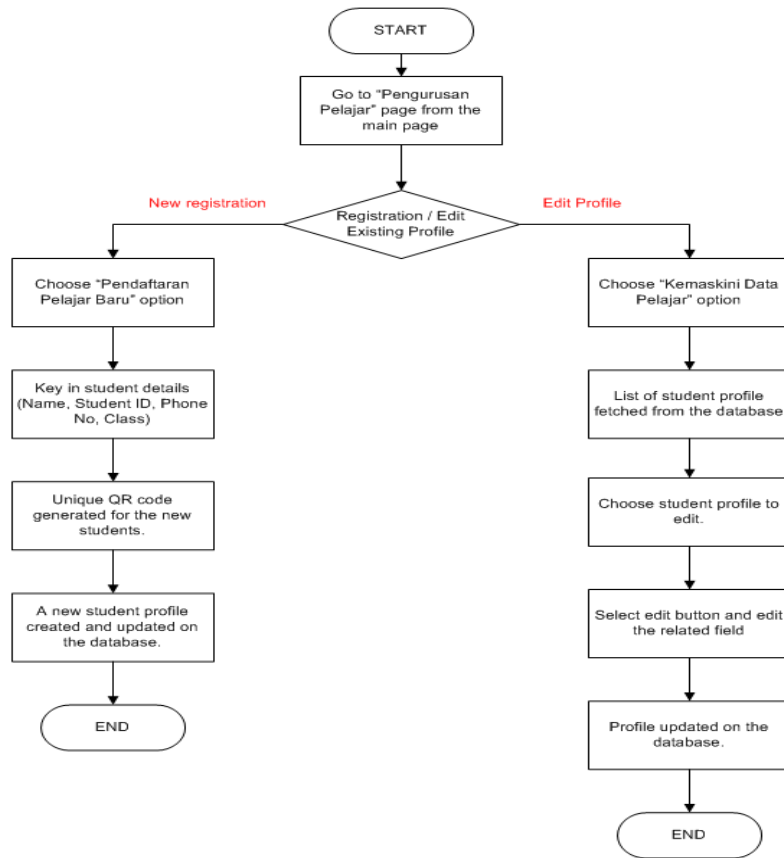 START
Go to "Pengurusan
Pelajar" page from the
main page
New registration
Registration / Edit
Existing Profile
Edit Profile
Choose "Pendaftaran
Pelajar Baru" option
Key in student details
(Name, Student ID, Phone
No, Class)
Unique QR code
generated for the new
students.
A new student profile
created and updated on
the database.
END
Choose "Kemaskini Data
Pelajar" option
List of student profile
fetched from the database
Choose student profile to
edit.
Select edit button and edit
the related field
Profile updated on the
database.
END